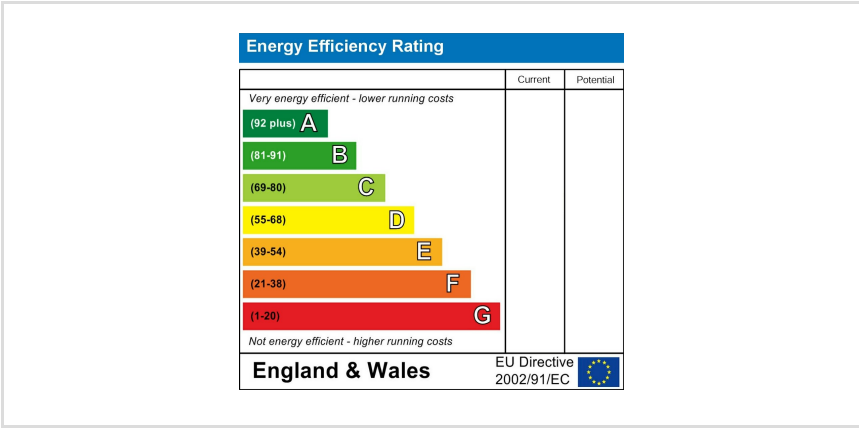 Energy Efficiency Rating
Current Potential
Very energy efficient - lower running costs
(92 plus) A
(81-91) B
(69-80) C
(55-68) D
(39-54) E
(21-38) F
(1-20) G
Not energy efficient - higher running costs
England & Wales
EU Directive
2002/91/EC